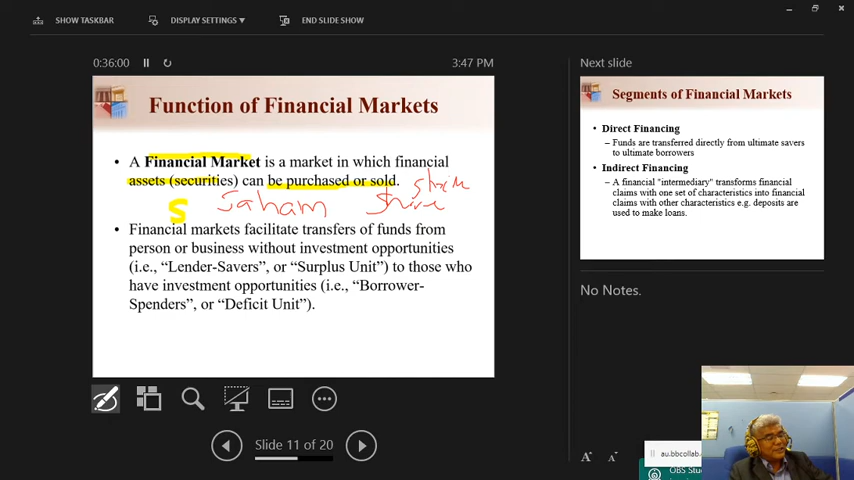 SHOW TASKBAR
DISPLAY SETTINGS
END SLIDE SHOW
0:36:00
3:47 PM
Function of Financial Markets
• A Financial Market is a market in which financial
assets (securities) can be purchased or sold.
S Saham Share
• Financial markets facilitate transfers of funds from
person or business without investment opportunities
(i.e., “Lender-Savers”, or “Surplus Unit”) to those who
have investment opportunities (i.e., “Borrower-
Spenders”, or “Deficit Unit”).
Slide 11 of 20
Next slide
Segments of Financial Markets
• Direct Financing
– Funds are transferred directly from ultimate savers
to ultimate borrowers
• Indirect Financing
– A financial "intermediary" transforms financial
claims with one set of characteristics into financial
claims with other characteristics e.g. deposits are
used to make loans.
No Notes.
A A
au.bbcollab.
OBS Stu